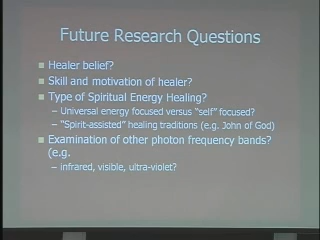 Future Research Questions
Healer belief?
Skill and motivation of healer?
Type of Spiritual Energy Healing?
– Universal energy focused versus "self" focused?
– "Spirit-assisted" healing traditions (e.g. John of God)
Examination of other photon frequency bands?
(e.g.
– infrared, visible, ultra-violet?